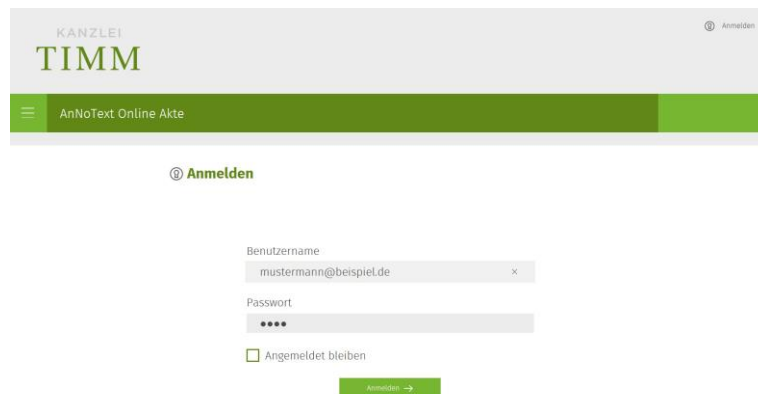 KANZLEI
TIMM
Anmelden
AnNoText Online Akte
Anmelden
Benutzername
mustermann@beispiel.de ×
Passwort
••••
Angemeldet bleiben
Anmelden →